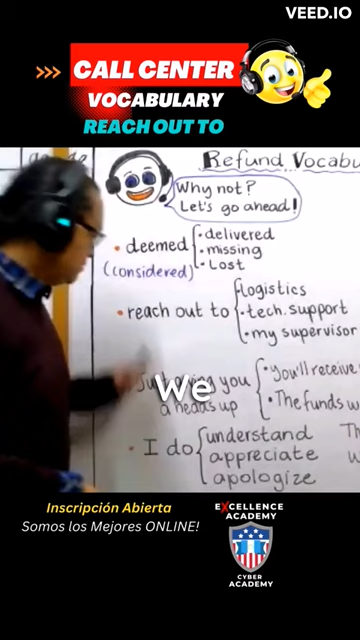 VEED.IO
>>> CALL CENTER
VOCABULARY
REACH OUT TO
Refund Vocabu
Why not?
Let's go ahead!
• deemed
(considered)
• delivered
• missing
• Lost
• reach out to
• logistics
• tech. support
• my supervisor
you
a heads up
• You'll receive
• The funds w
We
• I do
understand
appreciate
apologize
Inscripción Abierta
Somos los Mejores ONLINE!
EXCELLENCE
ACADEMY
CYBER
ACADEMY